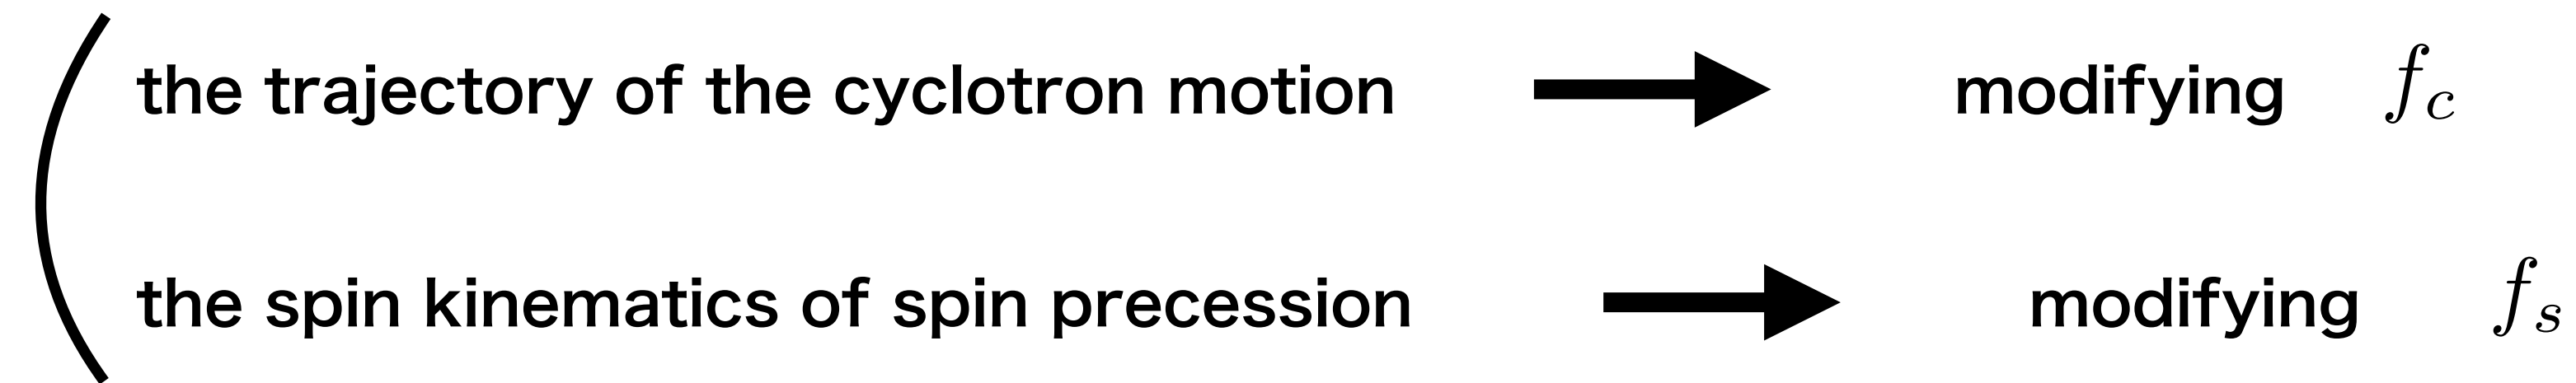 the trajectory of the cyclotron motion → modifying f_c
the spin kinematics of spin precession → modifying f_s